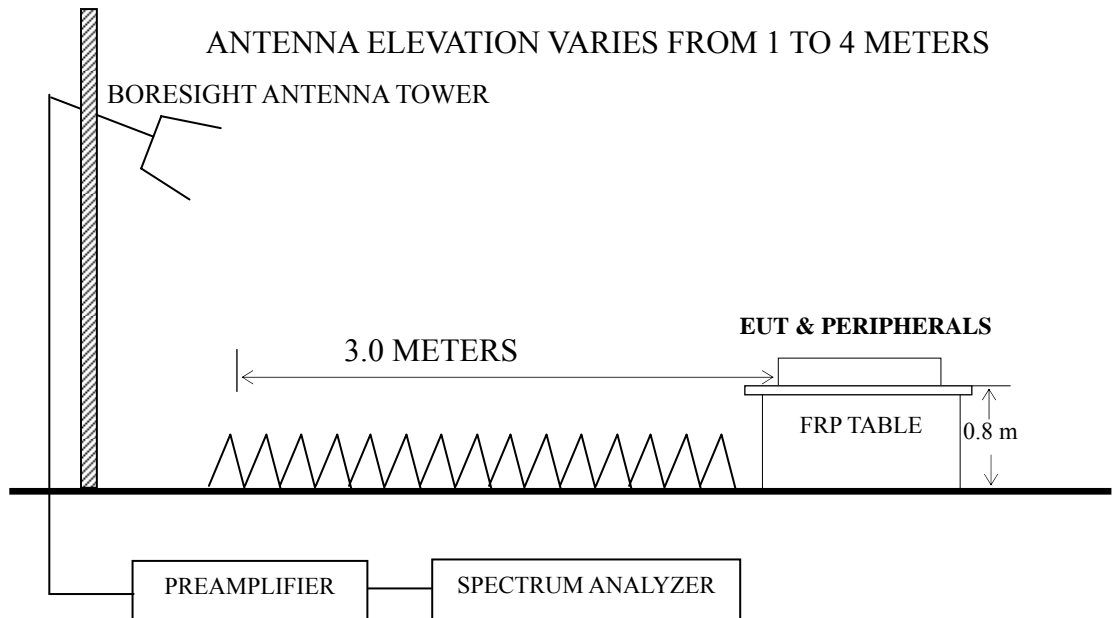 ANTENNA ELEVATION VARIES FROM 1 TO 4 METERS
BORESIGHT ANTENNA TOWER
EUT & PERIPHERALS
3.0 METERS
FRP TABLE
0.8 m
PREAMPLIFIER
SPECTRUM ANALYZER